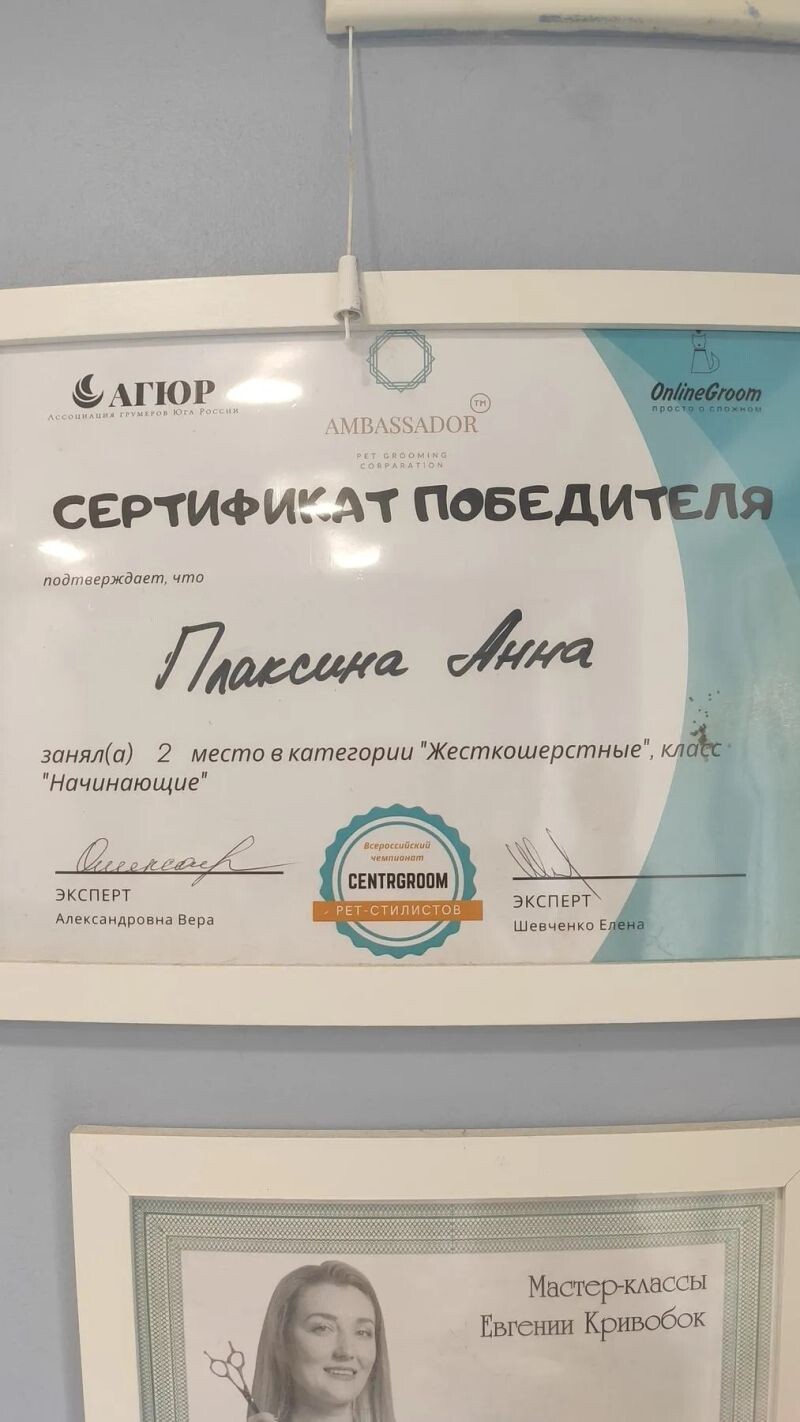 АГЮР
Ассоциация грумеров Юга России
AMBASSADOR TM
PET GROOMING
CORPARATION
OnlineGroom
просто о сложном
СЕРТИФИКАТ ПОБЕДИТЕЛЯ
подтверждает, что
Плаксина Анна
занял(а) 2 место в категории "Жесткошерстные", класс
"Начинающие"
ЭКСПЕРТ
Александровна Вера
Всероссийский
чемпионат
CENTRGROOM
PET-СТИЛИСТОВ
ЭКСПЕРТ
Шевченко Елена
Мастер-классы
Евгении Кривобок